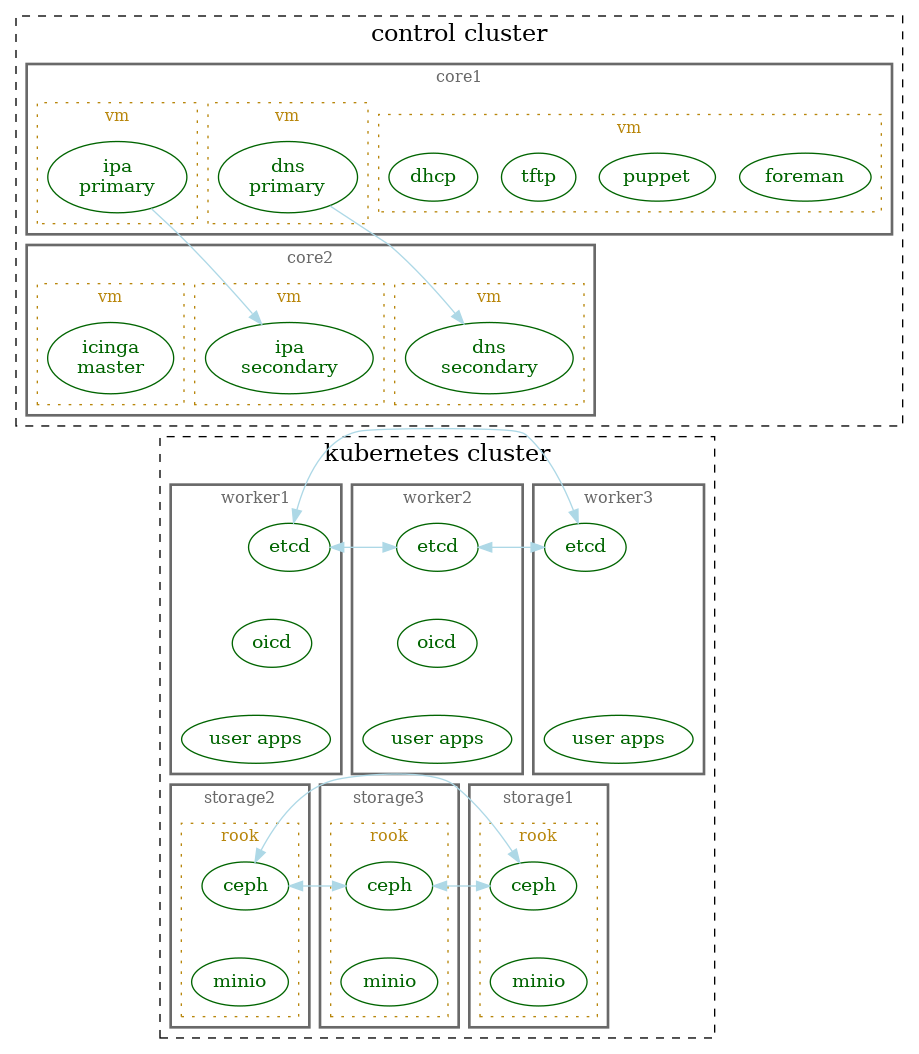 control cluster
core1
vm
ipa
primary
vm
dns
primary
vm
dhcp
tftp
puppet
foreman
core2
vm
icinga
master
vm
ipa
secondary
vm
dns
secondary
kubernetes cluster
worker1
etcd
oicd
user apps
worker2
etcd
oicd
user apps
worker3
etcd
user apps
storage2
rook
ceph
minio
storage3
rook
ceph
minio
storage1
rook
ceph
minio